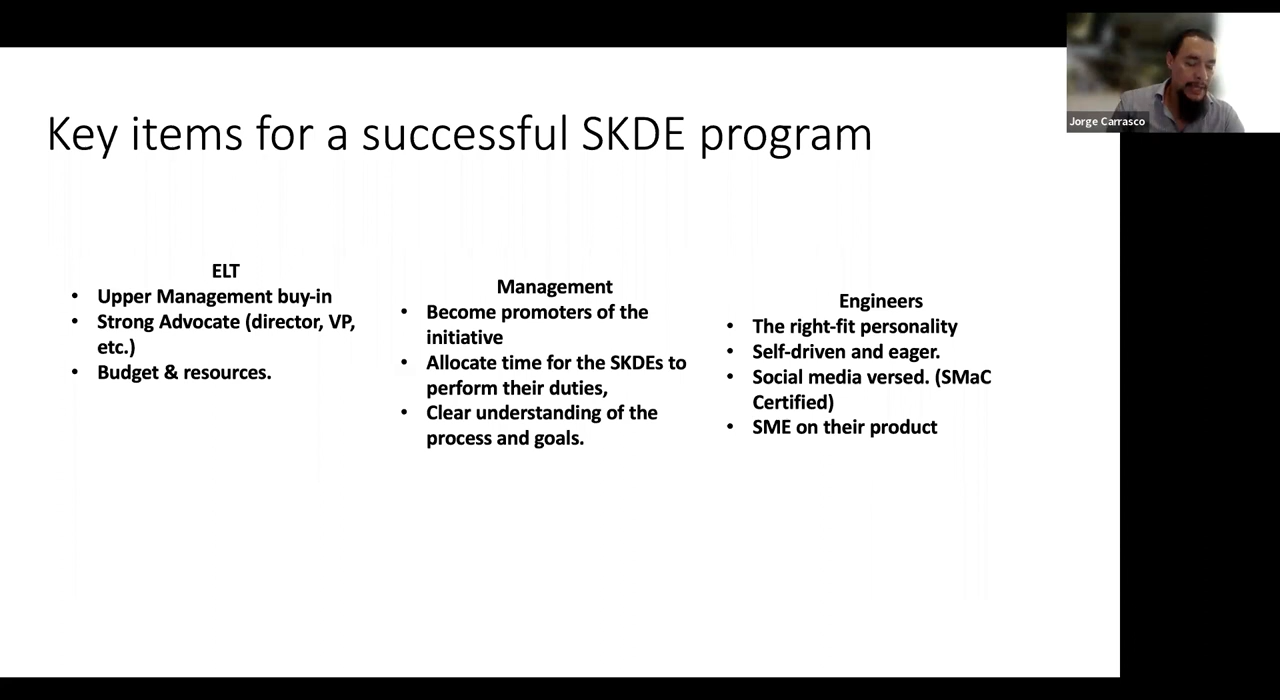 Key items for a successful SKDE program
Jorge Carrasco
ELT
• Upper Management buy-in
• Strong Advocate (director, VP,
etc.)
• Budget & resources.
Management
• Become promoters of the
initiative
• Allocate time for the SKDEs to
perform their duties,
• Clear understanding of the
process and goals.
Engineers
• The right-fit personality
• Self-driven and eager.
• Social media versed. (SMaC
Certified)
• SME on their product